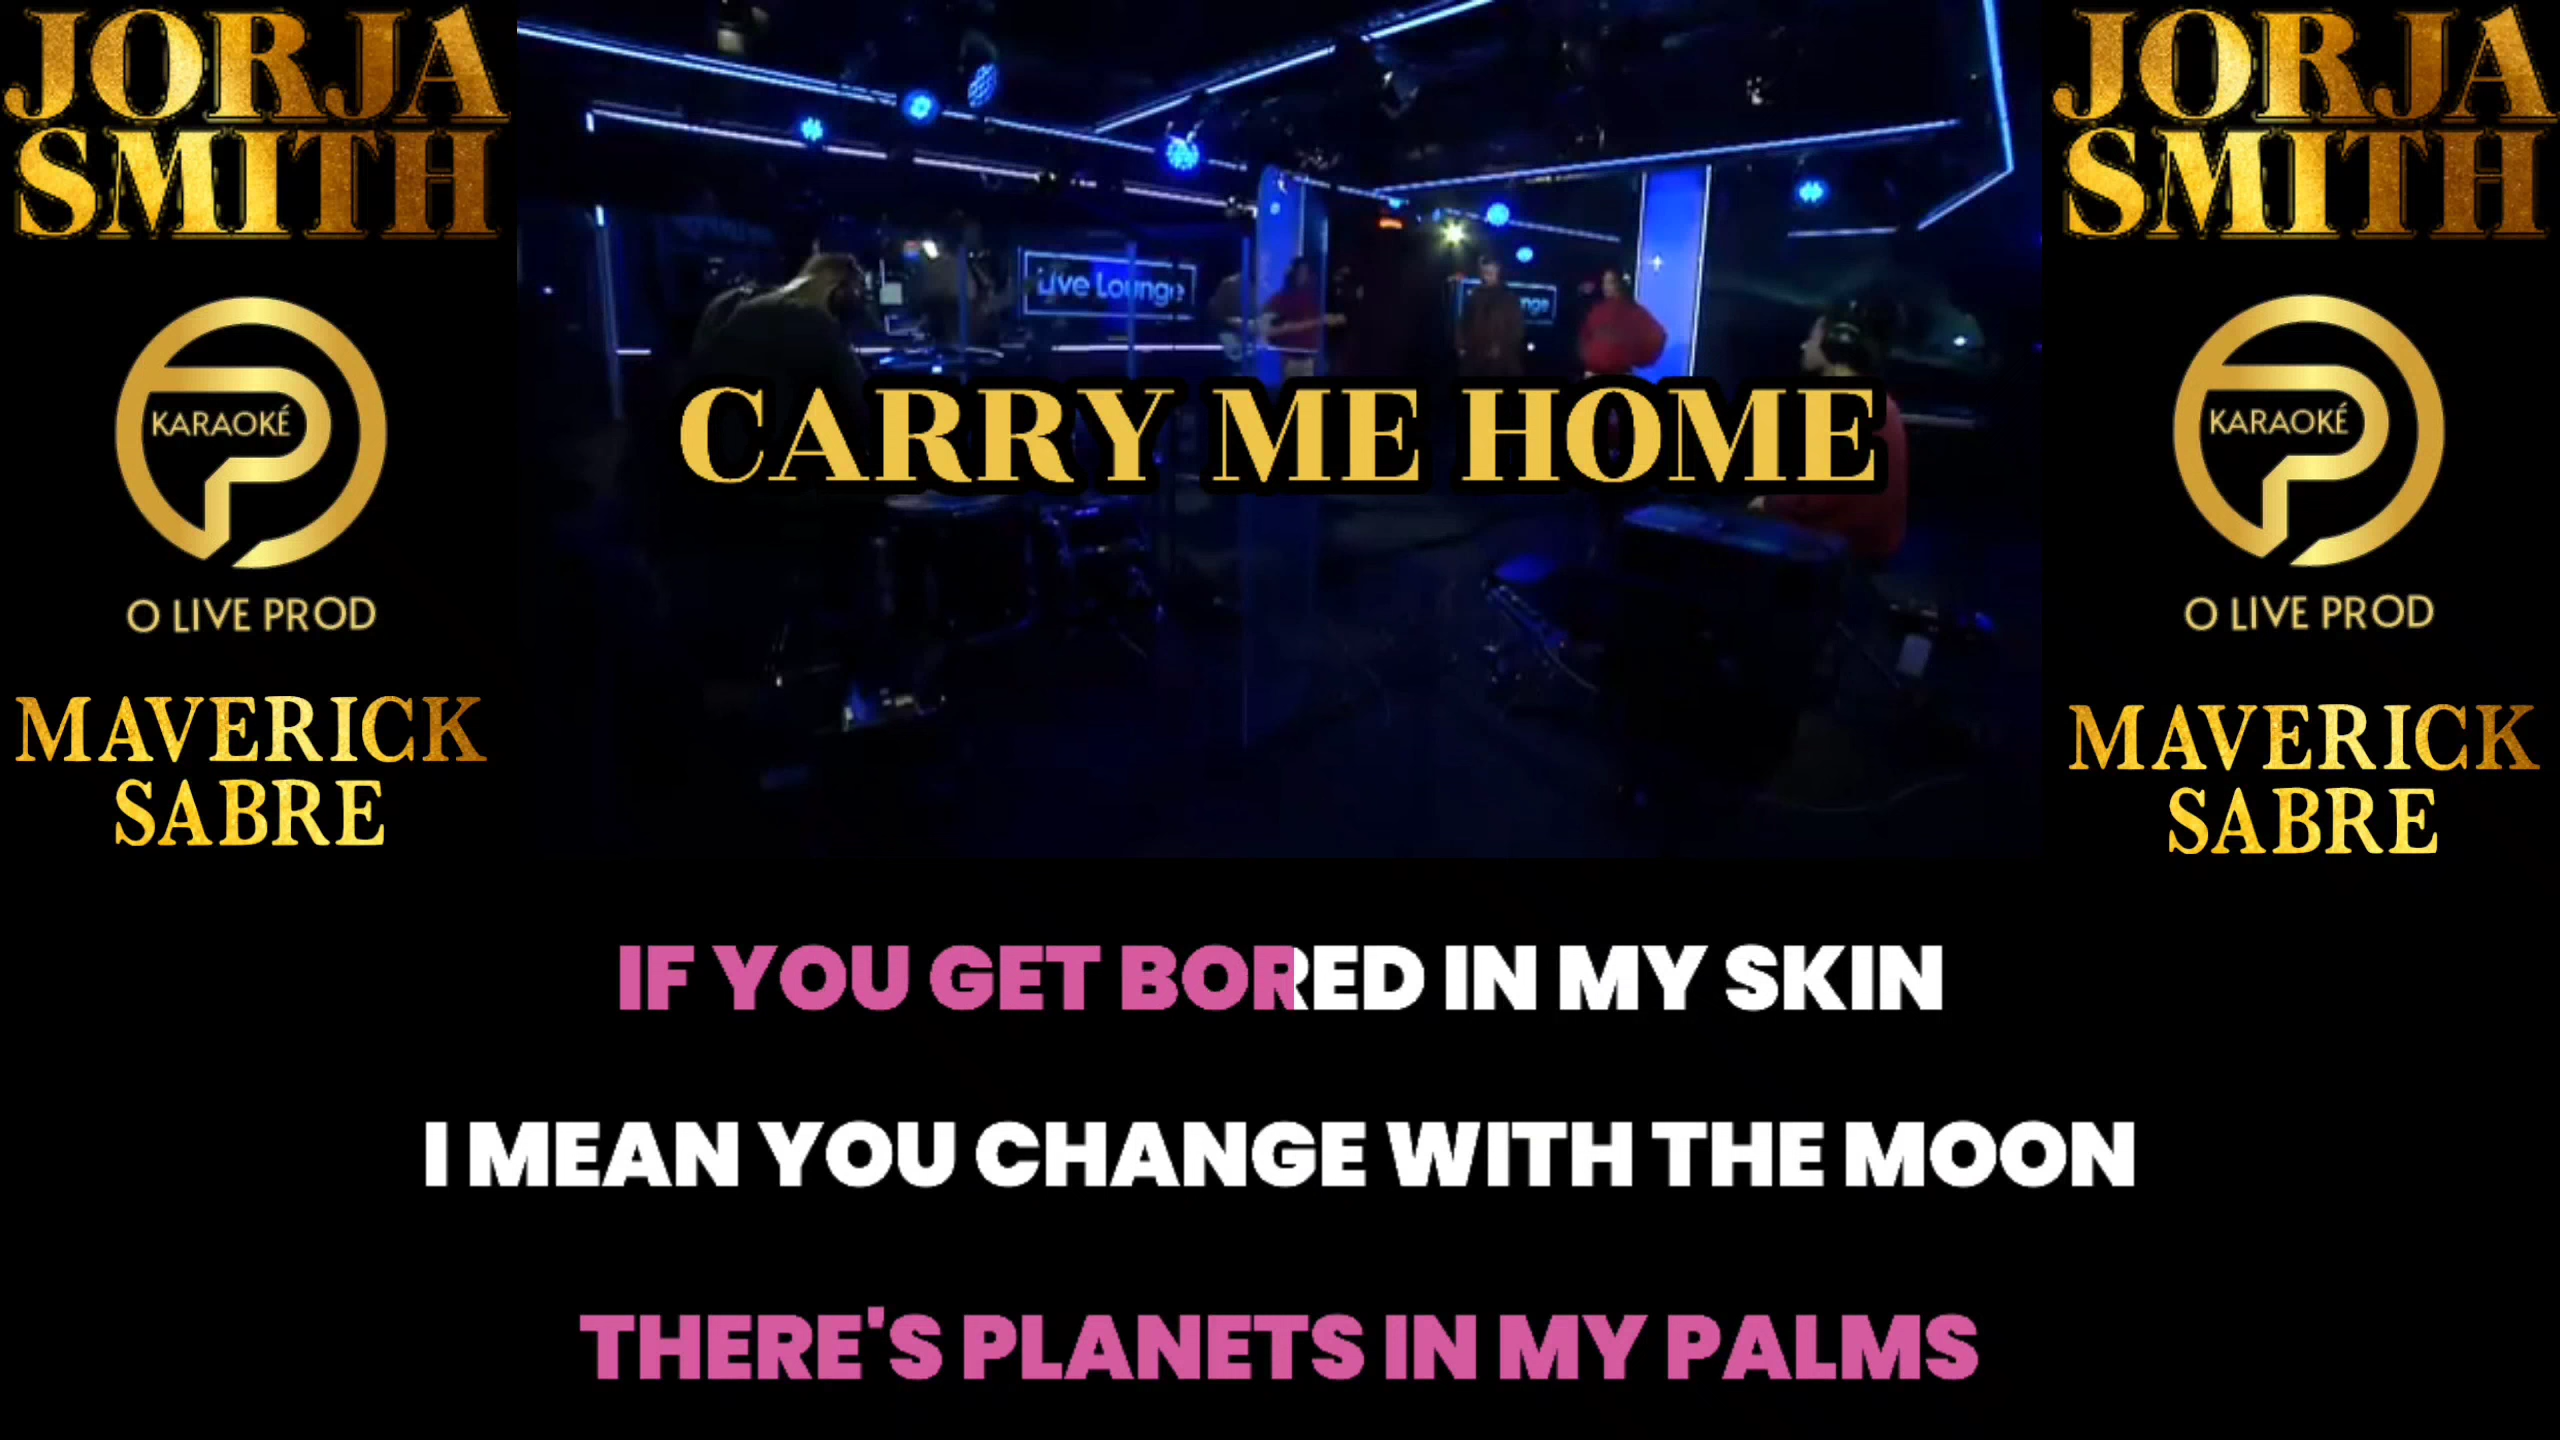 JORJA
SMITH
KARAOKÉ
O LIVE PROD
MAVERICK
SABRE
Live Lounge
nge
CARRY ME HOME
JORJA
SMITH
KARAOKÉ
O LIVE PROD
MAVERICK
SABRE
IF YOU GET BORED IN MY SKIN
I MEAN YOU CHANGE WITH THE MOON
THERE'S PLANETS IN MY PALMS